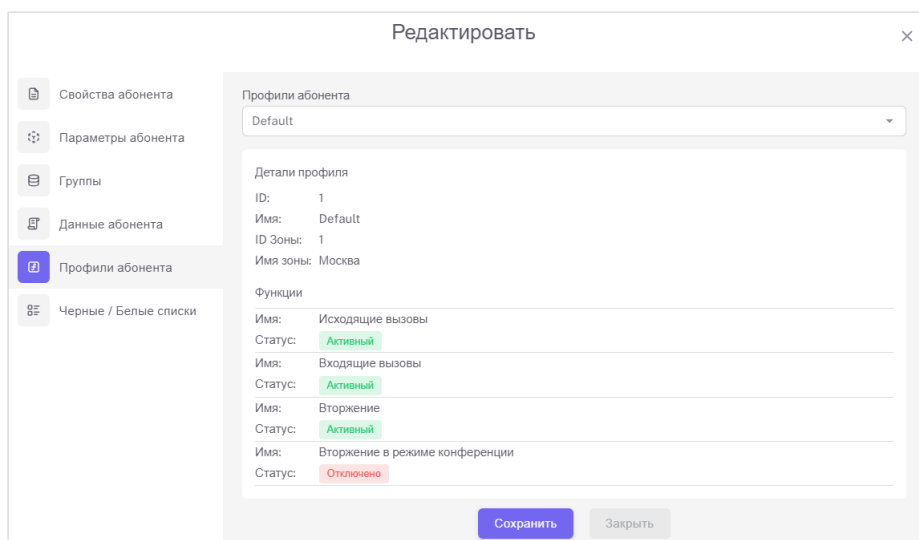 Редактировать
Свойства абонента
Параметры абонента
Группы
Данные абонента
Профили абонента
Черные / Белые списки
Профили абонента
Default
Детали профиля
ID: 1
Имя: Default
ID Зоны: 1
Имя зоны: Москва
Функции
Имя: Исходящие вызовы
Статус: Активный
Имя: Входящие вызовы
Статус: Активный
Имя: Вторжение
Статус: Активный
Имя: Вторжение в режиме конференции
Статус: Отключено
Сохранить Закрыть